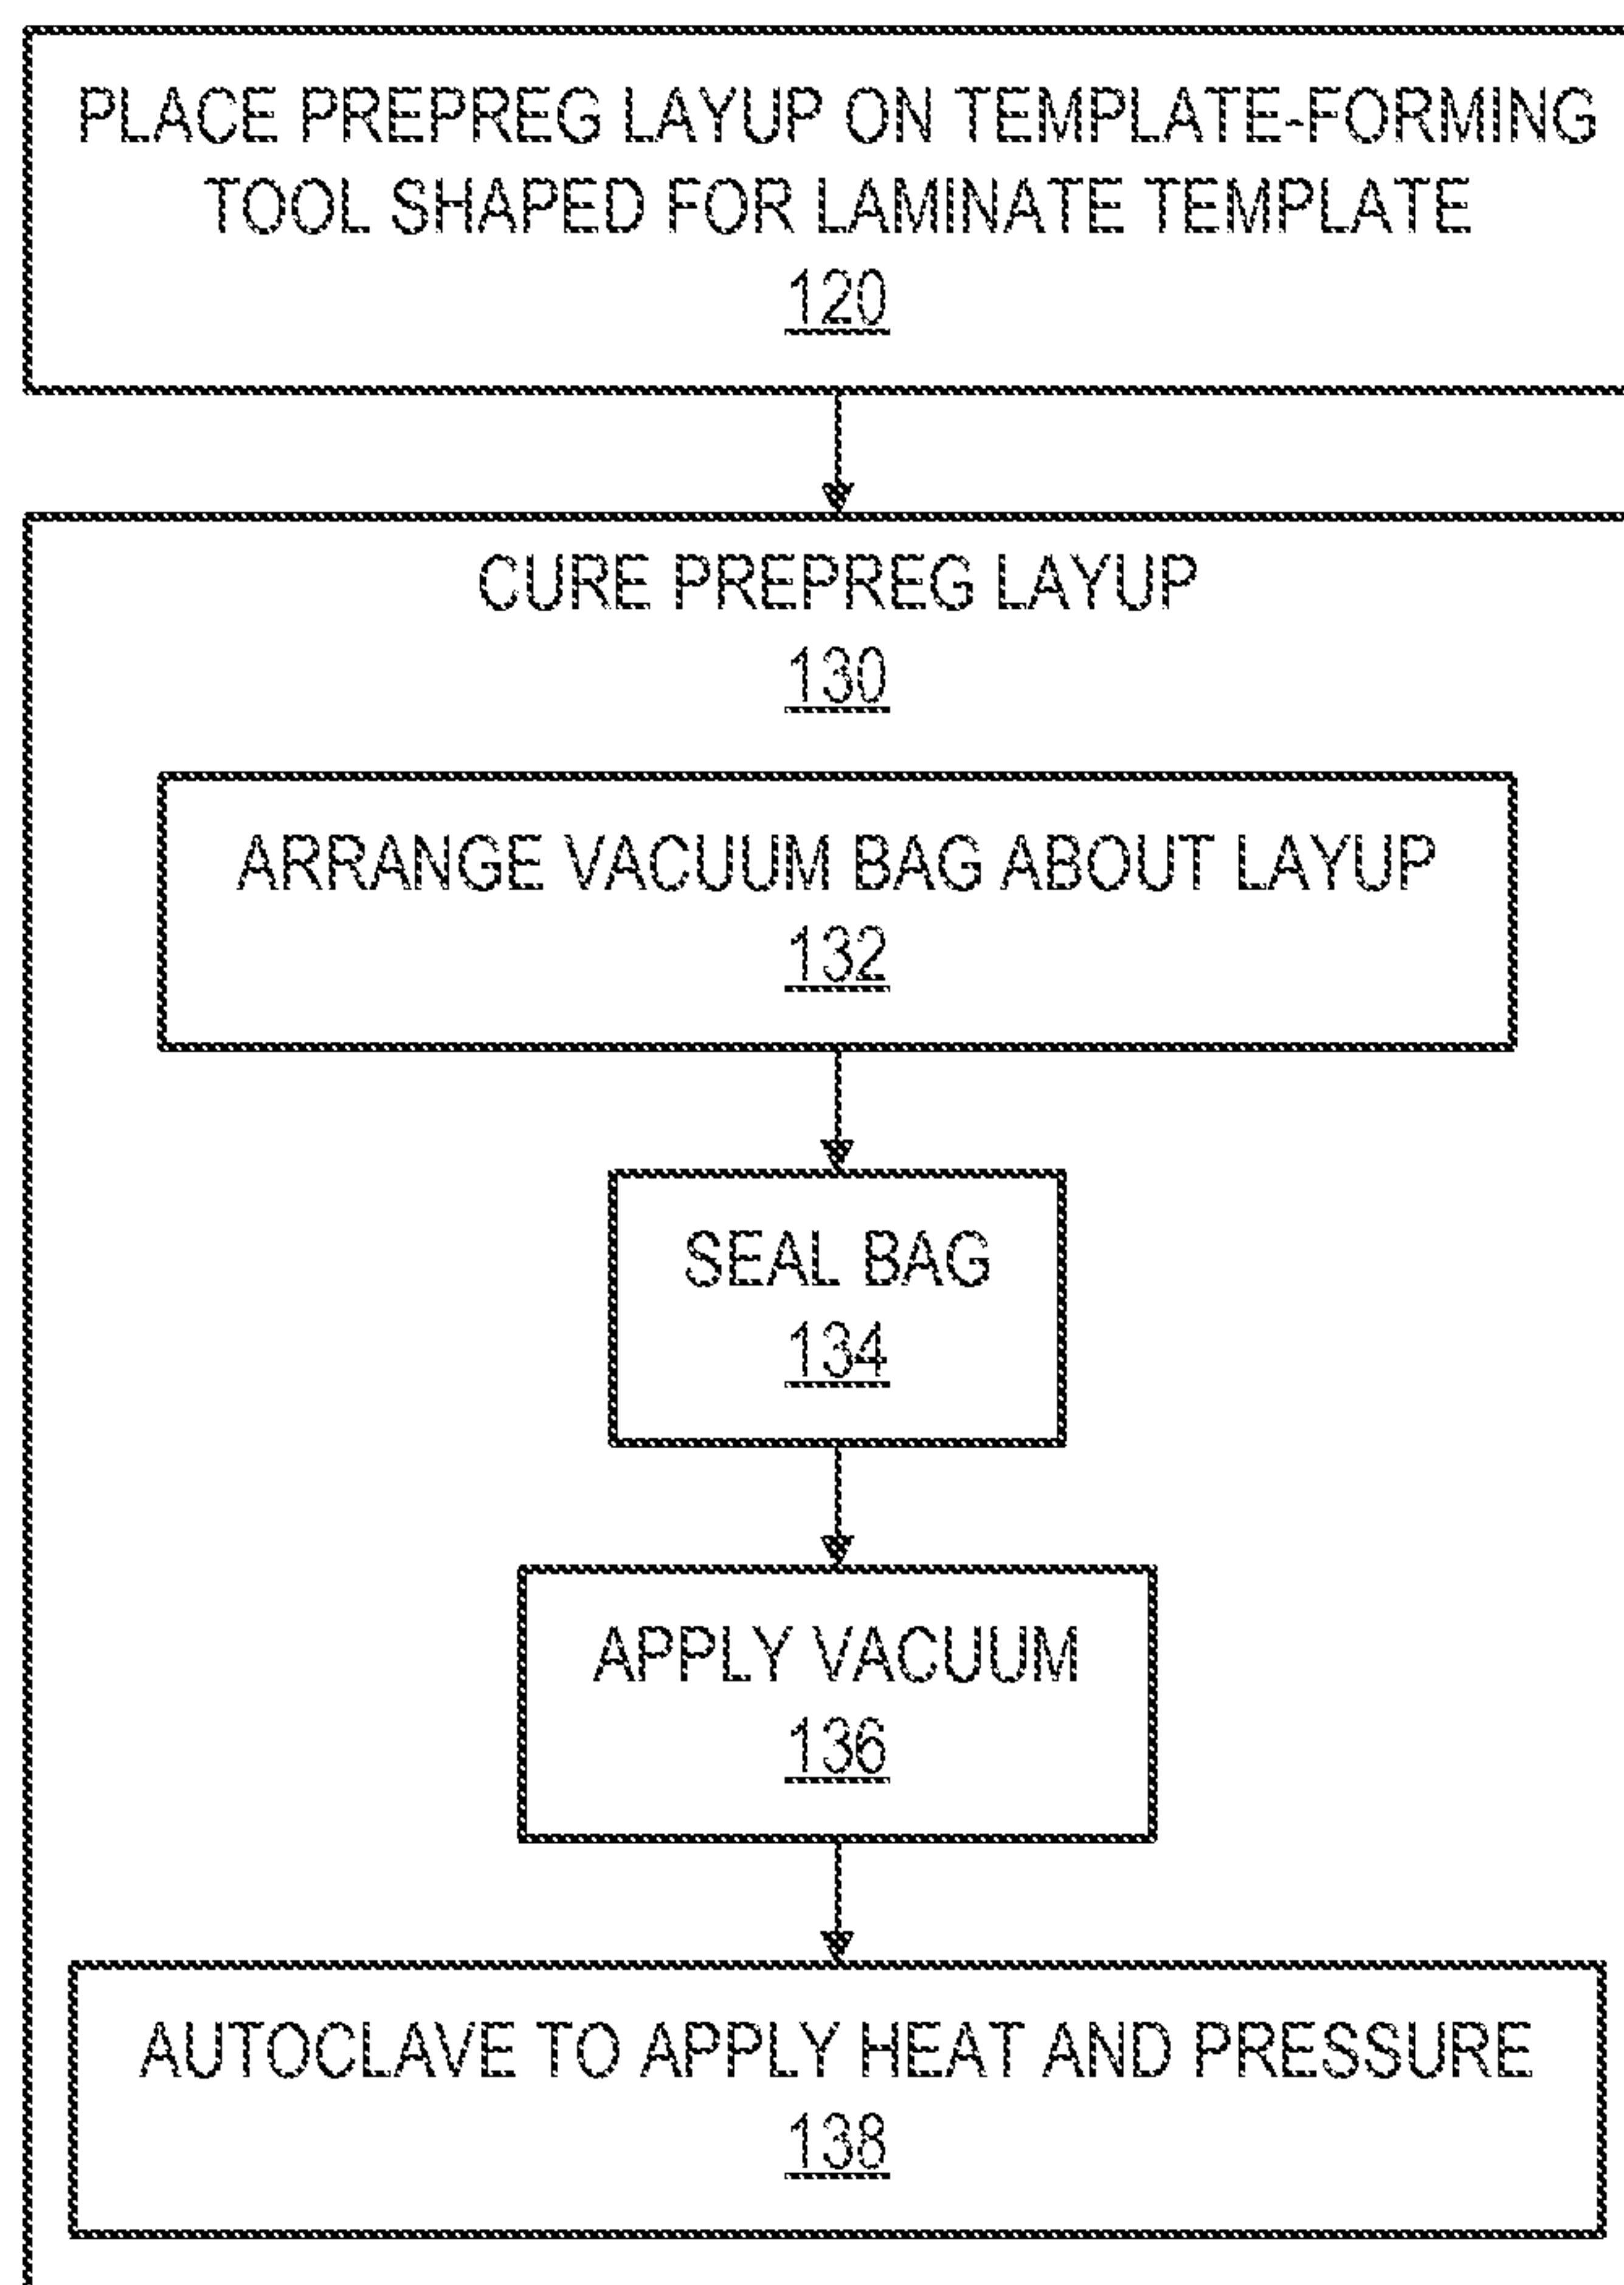 PLACE PREPREG LAYUP ON TEMPLATE-FORMING
TOOL SHAPED FOR LAMINATE TEMPLATE
120
CURE PREPREG LAYUP
130
ARRANGE VACUUM BAG ABOUT LAYUP
132
SEAL BAG
134
APPLY VACUUM
136
AUTOCLAVE TO APPLY HEAT AND PRESSURE
138